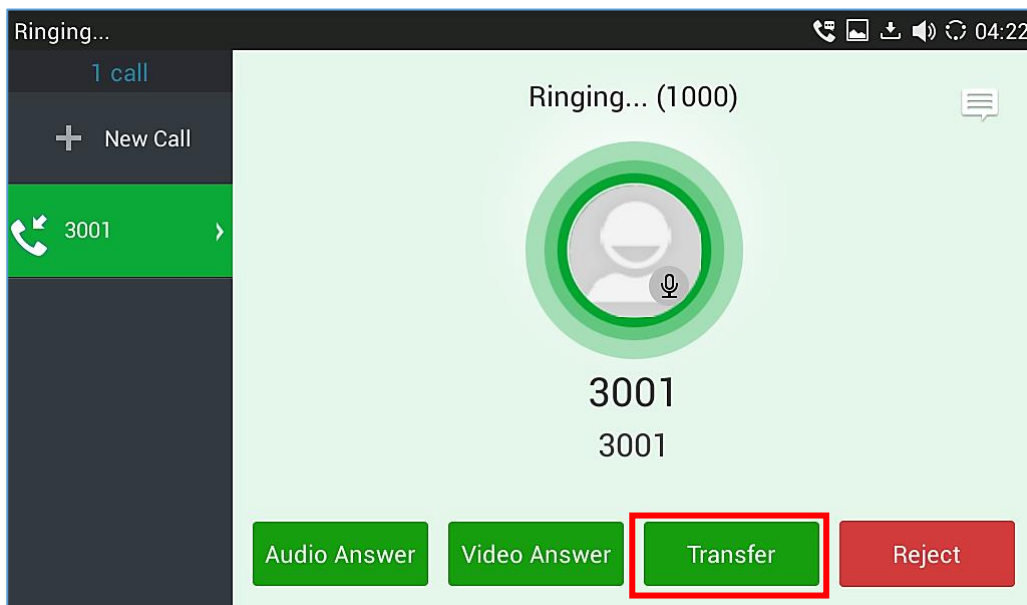 Ringing...
04:22
1 call
New Call
3001
Ringing... (1000)
3001
3001
Audio Answer
Video Answer
Transfer
Reject